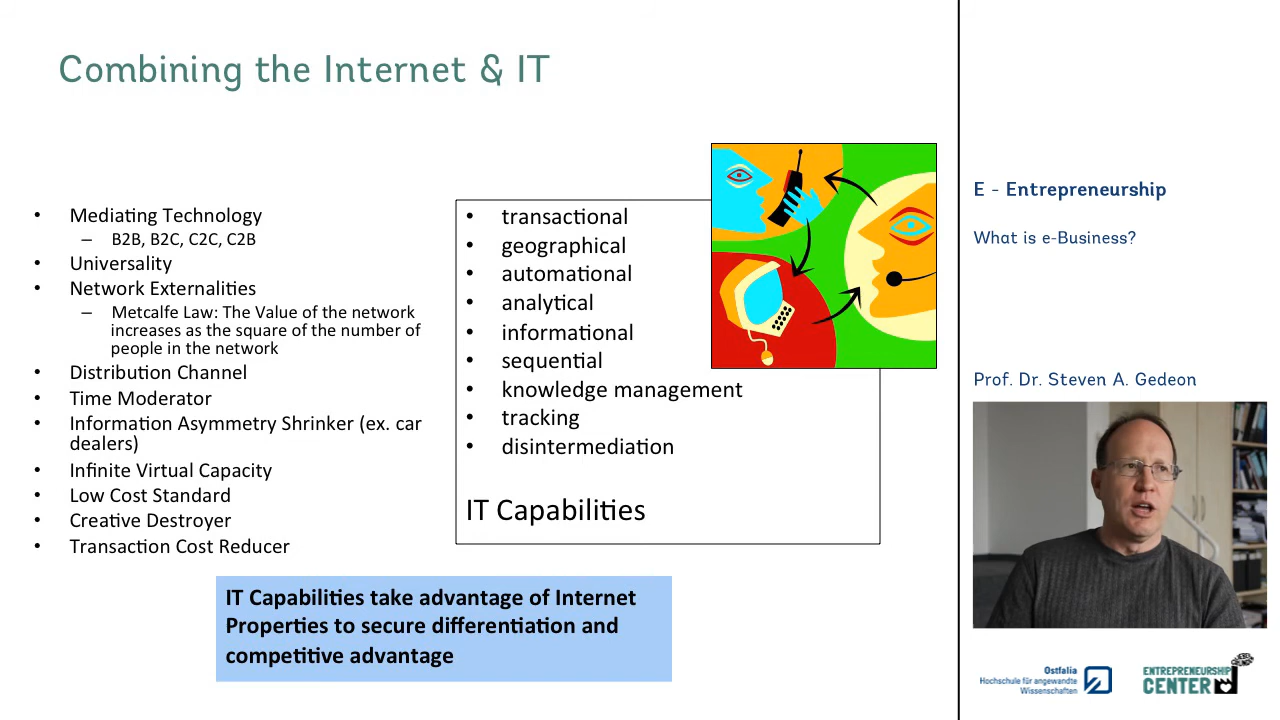 Combining the Internet & IT
• Mediating Technology
– B2B, B2C, C2C, C2B
• Universality
• Network Externalities
– Metcalfe Law: The Value of the network
increases as the square of the number of
people in the network
• Distribution Channel
• Time Moderator
• Information Asymmetry Shrinker (ex. car
dealers)
• Infinite Virtual Capacity
• Low Cost Standard
• Creative Destroyer
• Transaction Cost Reducer
• transactional
• geographical
• automational
• analytical
• informational
• sequential
• knowledge management
• tracking
• disintermediation
IT Capabilities
IT Capabilities take advantage of Internet
Properties to secure differentiation and
competitive advantage
E - Entrepreneurship
What is e-Business?
Prof. Dr. Steven A. Gedeon
Ostfalia
Hochschule für angewandte
Wissenschaften
ENTREPRENEURSHIP
CENTER